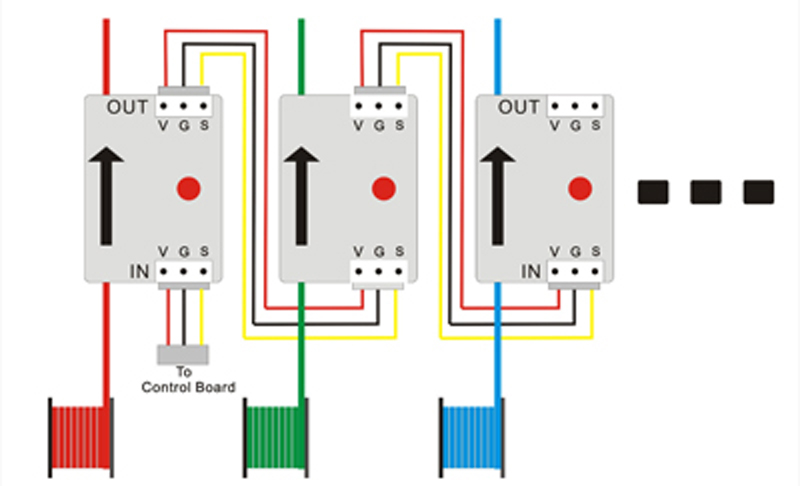 OUT
V G S
V G S
IN
To
Control Board
V G S
V G S
OUT
V G S
V G S
IN